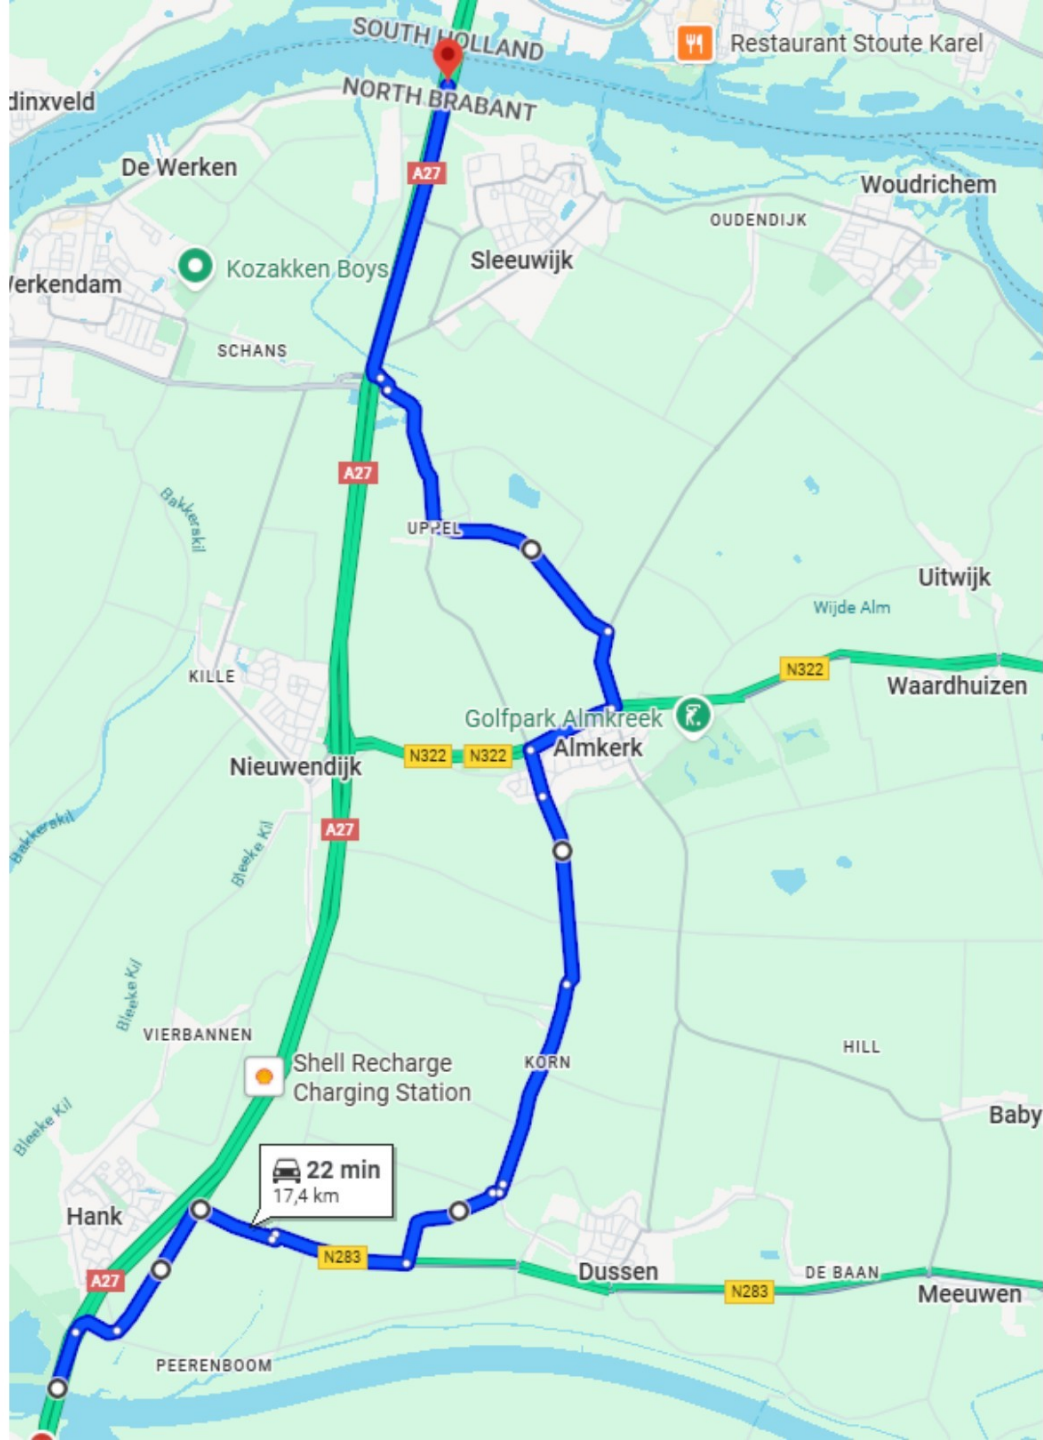 SOUTH HOLLAND
Restaurant Stoute Karel
dinxveld
NORTH BRABANT
De Werken
A27
Woudrichem
OUDENDIJK
Kozakken Boys
Sleeuwijk
Verkendam
SCHANS
A27
Bakkerskil
UPPEL
Uitwijk
Wijde Alm
N322
KILLE
Waardhuizen
Golfpark Almkreek
Almkerk
N322
N322
Nieuwendijk
A27
Bakkerskil
Bleeke Kil
Bleeke Kil
VIERBANNEN
HILL
Shell Recharge
Charging Station
KORN
Baby
Bleeke Kil
22 min
17,4 km
Hank
N283
A27
Dussen
DE BAAN
N283
Meeuwen
PEERENBOOM